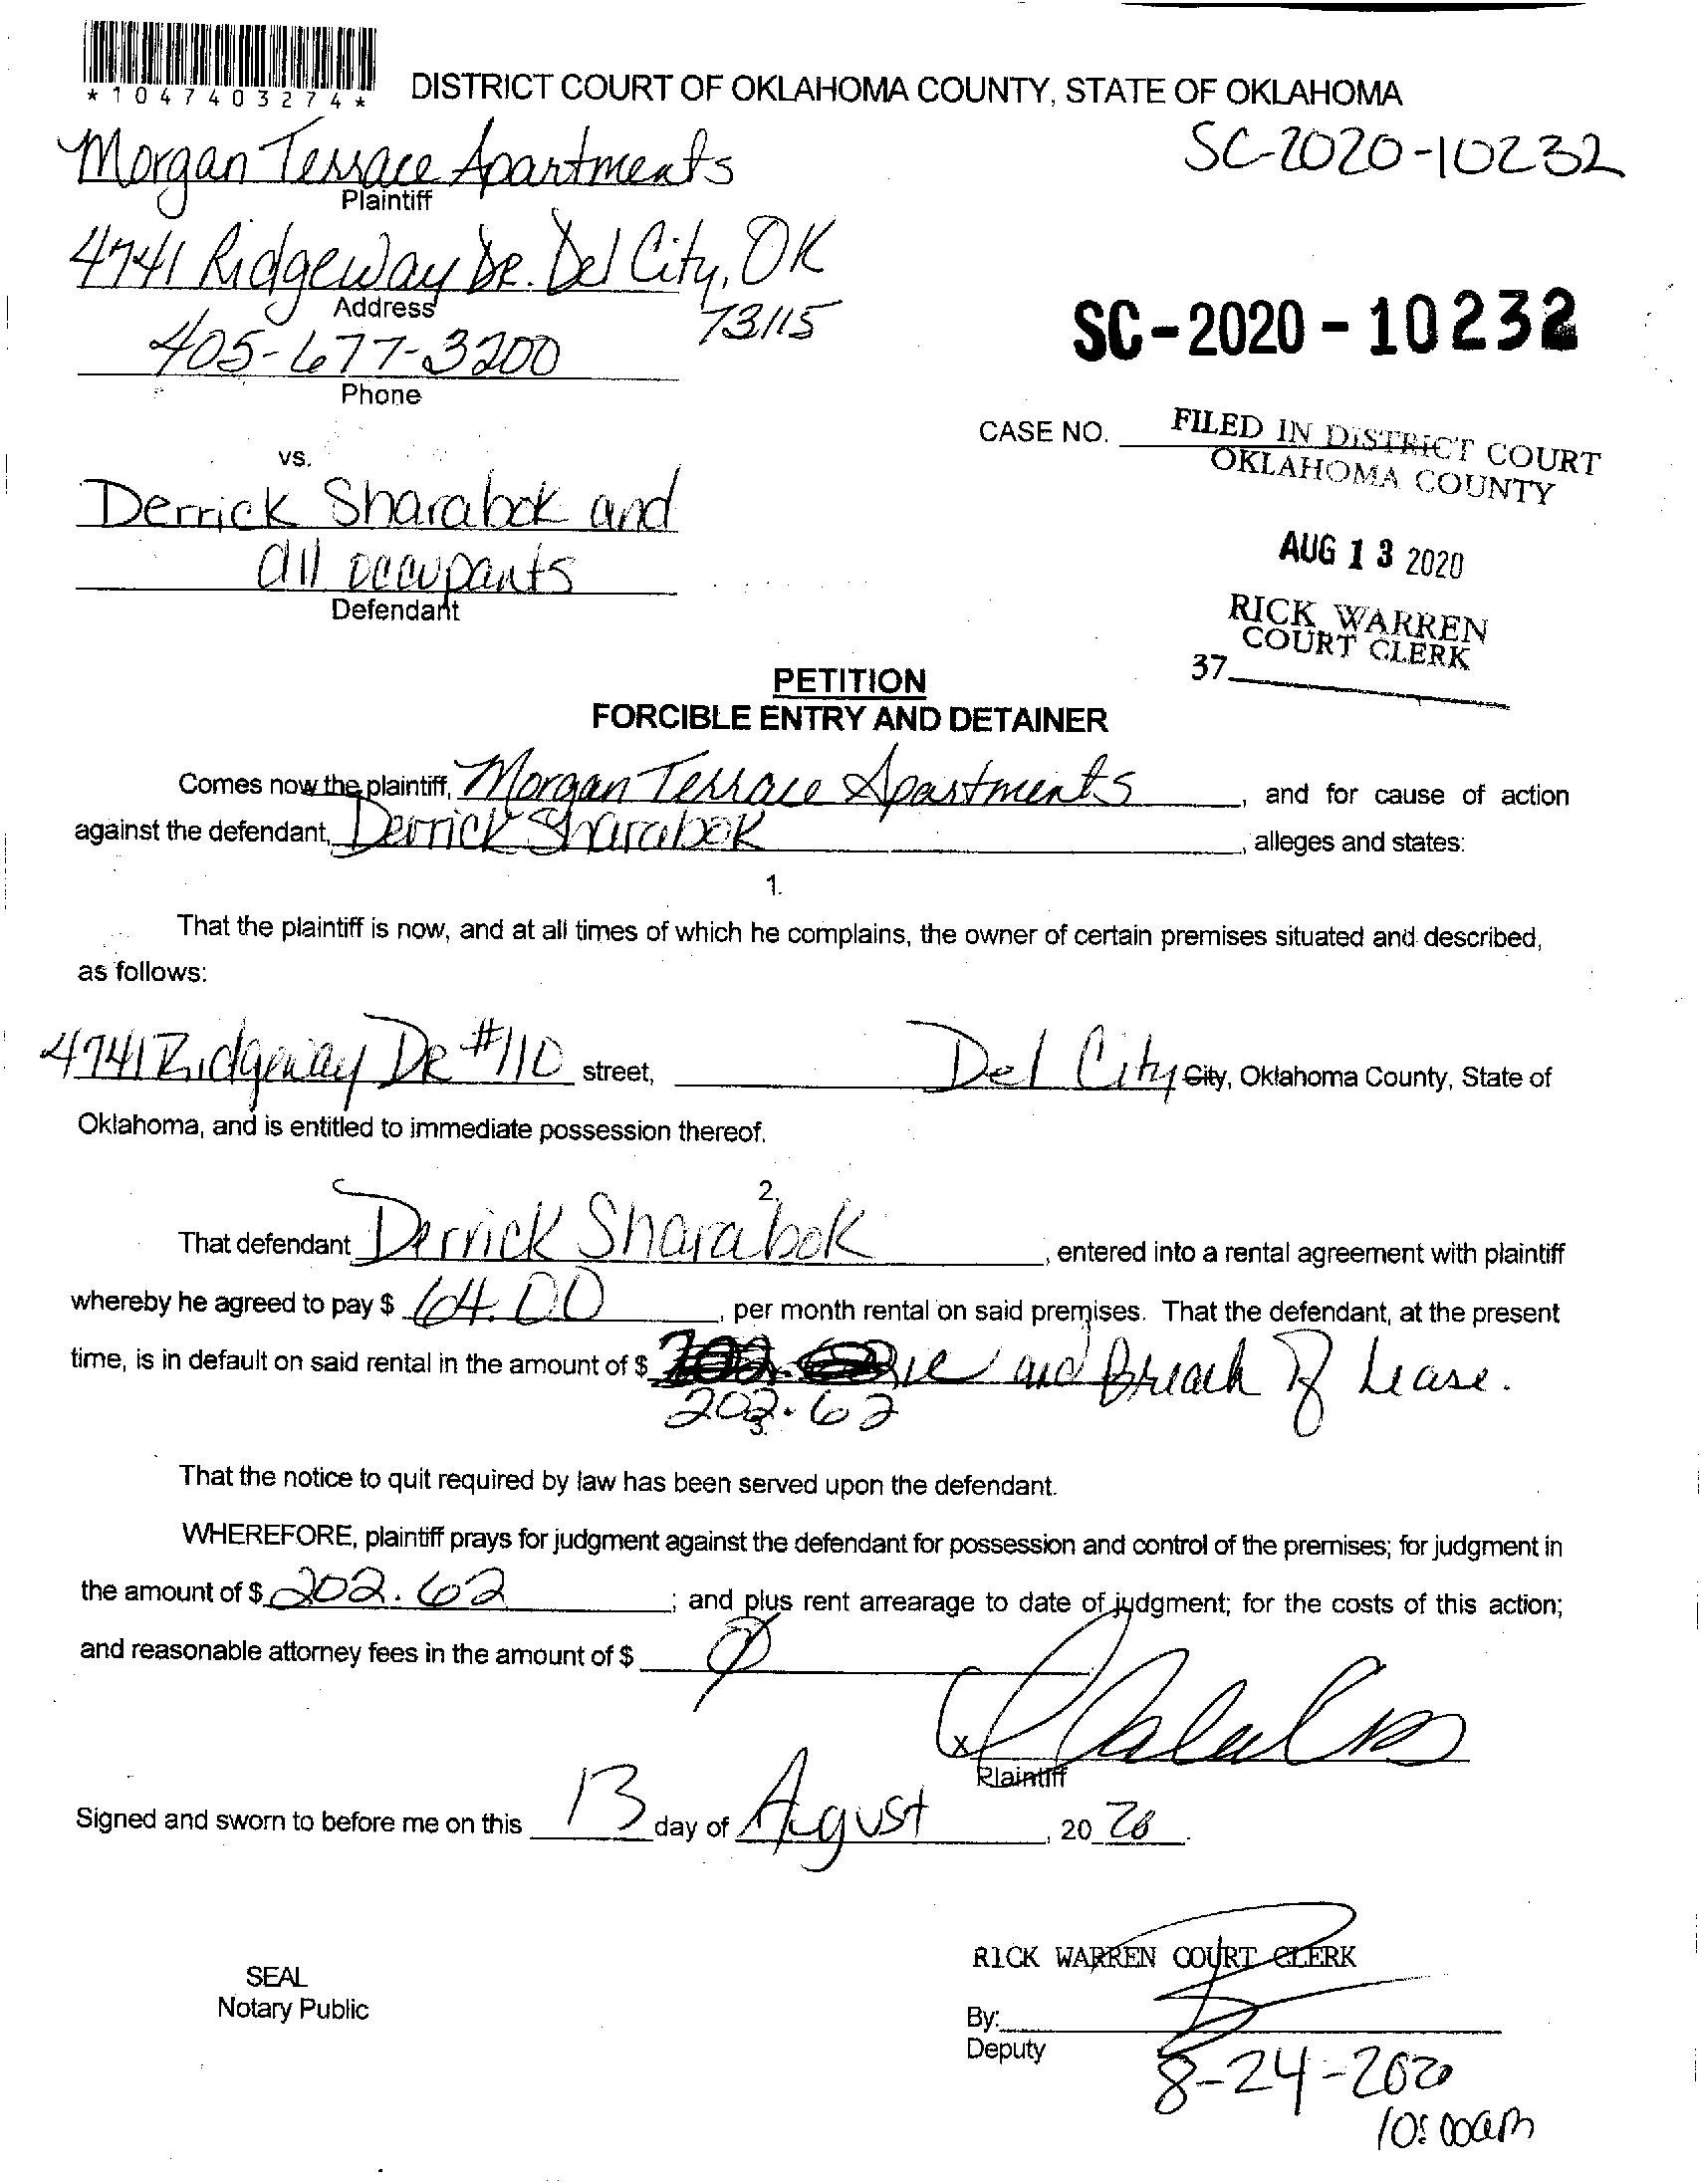 *1047403274*
DISTRICT COURT OF OKLAHOMA COUNTY, STATE OF OKLAHOMA
Morgan Terrace Apartments
SC-2020-10232
Plaintiff
4741 Ridgeway DR. Del City, OK
73115
Address
405-677-3200
Phone
SC-2020-10232
CASE NO.
FILED IN DISTRICT COURT
OKLAHOMA COUNTY
vs.
Derrick Sharabok and
all occupants
Defendant
AUG 13 2020
RICK WARREN
COURT CLERK
37
PETITION
FORCIBLE ENTRY AND DETAINER
Comes now the plaintiff, Morgan Terrace Apartments, and for cause of action
against the defendant, Derrick Sharabok, alleges and states:
1.
That the plaintiff is now, and at all times of which he complains, the owner of certain premises situated and described,
as follows:
4741 Ridgeway DR #110 street, Del City City, Oklahoma County, State of
Oklahoma, and is entitled to immediate possession thereof.
2.
That defendant Derrick Sharabok, entered into a rental agreement with plaintiff
whereby he agreed to pay $ 64.00, per month rental on said premises. That the defendant, at the present
time, is in default on said rental in the amount of $ and Breach of Lease.
202.62
3.
That the notice to quit required by law has been served upon the defendant.
WHEREFORE, plaintiff prays for judgment against the defendant for possession and control of the premises; for judgment in
the amount of $ 202.62; and plus rent arrearage to date of judgment; for the costs of this action;
and reasonable attorney fees in the amount of $
X
Plaintiff
Signed and sworn to before me on this 13 day of August, 2020.
RICK WARREN COURT CLERK
SEAL
Notary Public
By:
Deputy
8-24-2020
10:00am